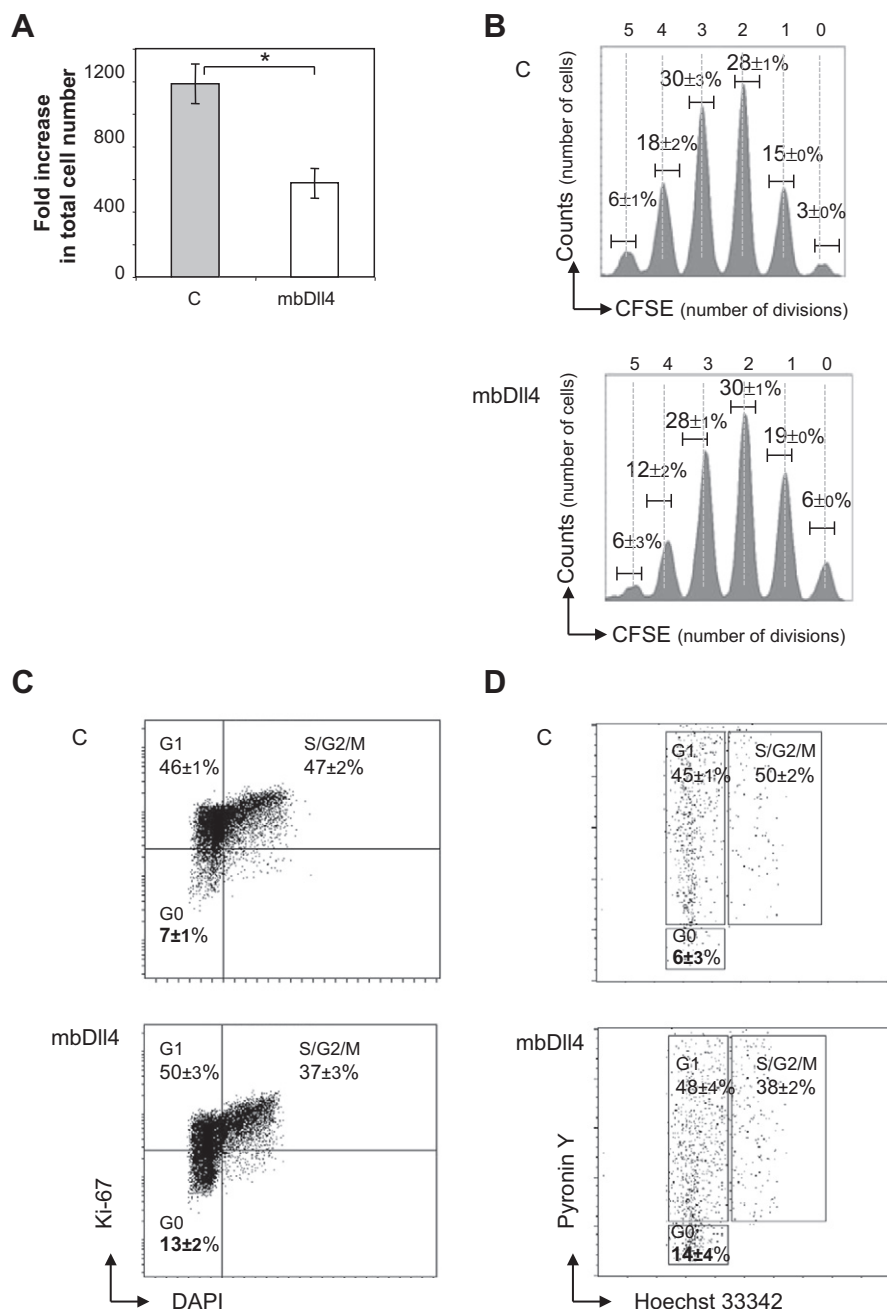 A
Fold increase
in total cell number
1200
800
400
0
*
C
mbDll4
B
C
5 4 3 2 1 0
6±1%
18±2%
30±3%
28±1%
15±0%
3±0%
Counts (number of cells)
CFSE (number of divisions)
mbDll4
5 4 3 2 1 0
6±3%
12±2%
28±1%
30±1%
19±0%
6±0%
Counts (number of cells)
CFSE (number of divisions)
C
C
G1
46±1%
S/G2/M
47±2%
G0
7±1%
mbDll4
G1
50±3%
S/G2/M
37±3%
G0
13±2%
Ki-67
DAPI
D
C
G1
45±1%
S/G2/M
50±2%
G0
6±3%
mbDll4
G1
48±4%
S/G2/M
38±2%
G0
14±4%
Pyronin Y
Hoechst 33342